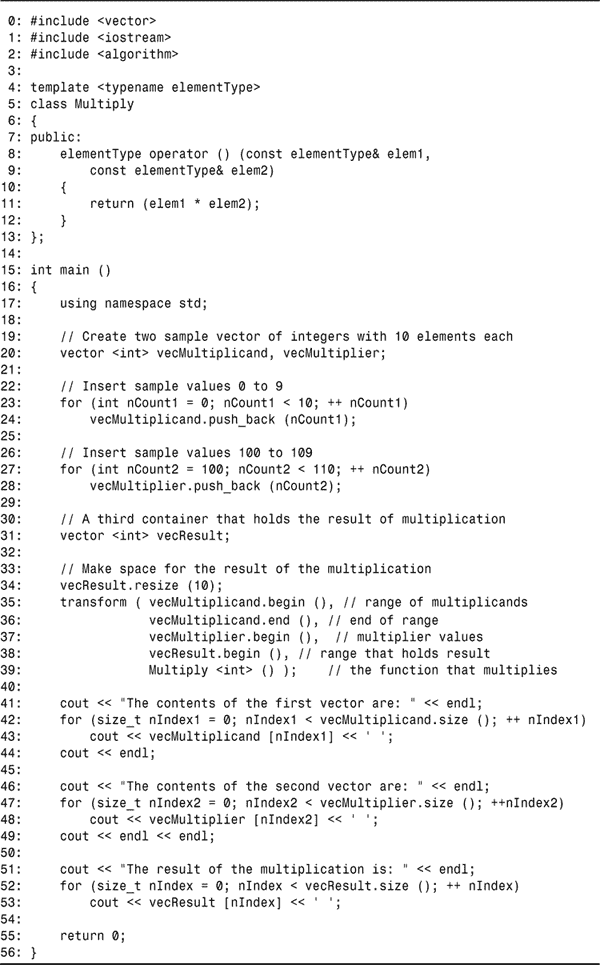 0: #include <vector>
1: #include <iostream>
2: #include <algorithm>
3:
4: template <typename elementType>
5: class Multiply
6: {
7: public:
8:     elementType operator () (const elementType& elem1,
9:         const elementType& elem2)
10:     {
11:         return (elem1 * elem2);
12:     }
13: };
14:
15: int main ()
16: {
17:     using namespace std;
18:
19:     // Create two sample vector of integers with 10 elements each
20:     vector <int> vecMultiplicand, vecMultiplier;
21:
22:     // Insert sample values 0 to 9
23:     for (int nCount1 = 0; nCount1 < 10; ++ nCount1)
24:         vecMultiplicand.push_back (nCount1);
25:
26:     // Insert sample values 100 to 109
27:     for (int nCount2 = 100; nCount2 < 110; ++ nCount2)
28:         vecMultiplier.push_back (nCount2);
29:
30:     // A third container that holds the result of multiplication
31:     vector <int> vecResult;
32:
33:     // Make space for the result of the multiplication
34:     vecResult.resize (10);
35:     transform ( vecMultiplicand.begin (), // range of multiplicands
36:                 vecMultiplicand.end (), // end of range
37:                 vecMultiplier.begin (),  // multiplier values
38:                 vecResult.begin (), // range that holds result
39:                 Multiply <int> () );    // the function that multiplies
40:
41:     cout << "The contents of the first vector are: " << endl;
42:     for (size_t nIndex1 = 0; nIndex1 < vecMultiplicand.size (); ++ nIndex1)
43:         cout << vecMultiplicand [nIndex1] << ' ';
44:     cout << endl;
45:
46:     cout << "The contents of the second vector are: " << endl;
47:     for (size_t nIndex2 = 0; nIndex2 < vecMultiplier.size (); ++nIndex2)
48:         cout << vecMultiplier [nIndex2] << ' ';
49:     cout << endl << endl;
50:
51:     cout << "The result of the multiplication is: " << endl;
52:     for (size_t nIndex = 0; nIndex < vecResult.size (); ++ nIndex)
53:         cout << vecResult [nIndex] << ' ';
54:
55:     return 0;
56: }